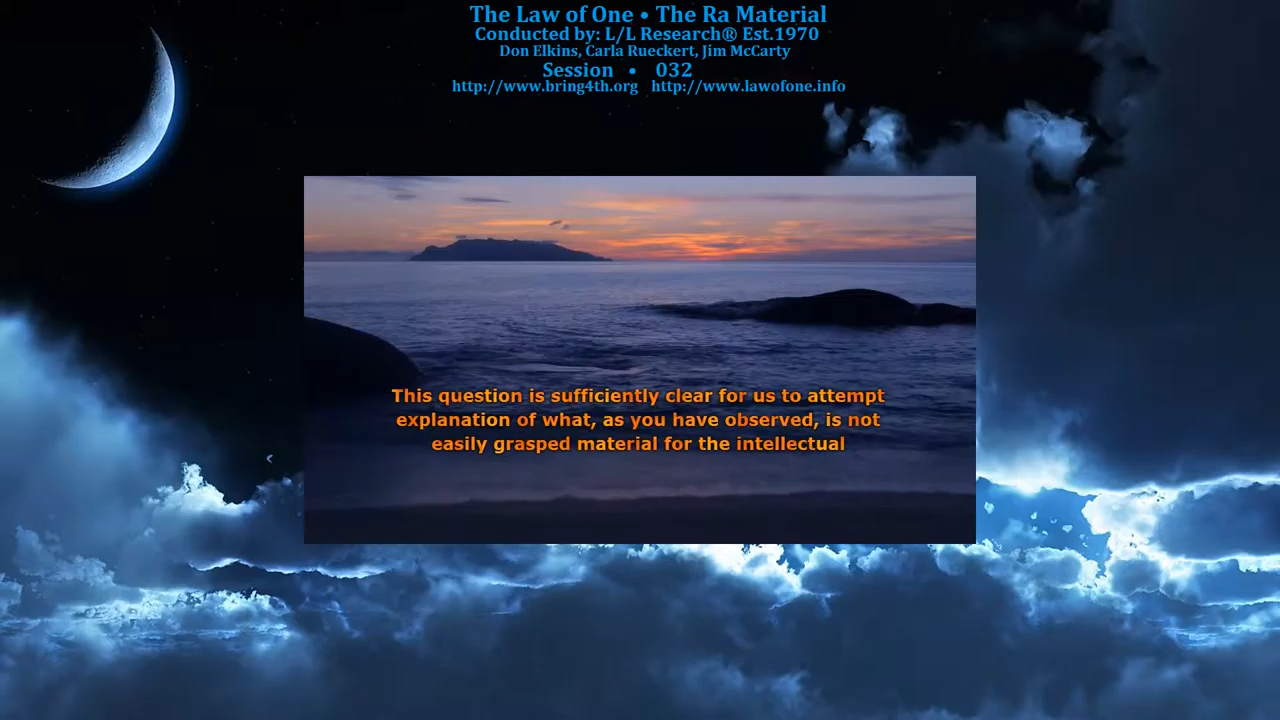 The Law of One • The Ra Material
Conducted by: L/L Research® Est.1970
Don Elkins, Carla Rueckert, Jim McCarty
Session • 032
http://www.bring4th.org http://www.lawofone.info
This question is sufficiently clear for us to attempt
explanation of what, as you have observed, is not
easily grasped material for the intellectual